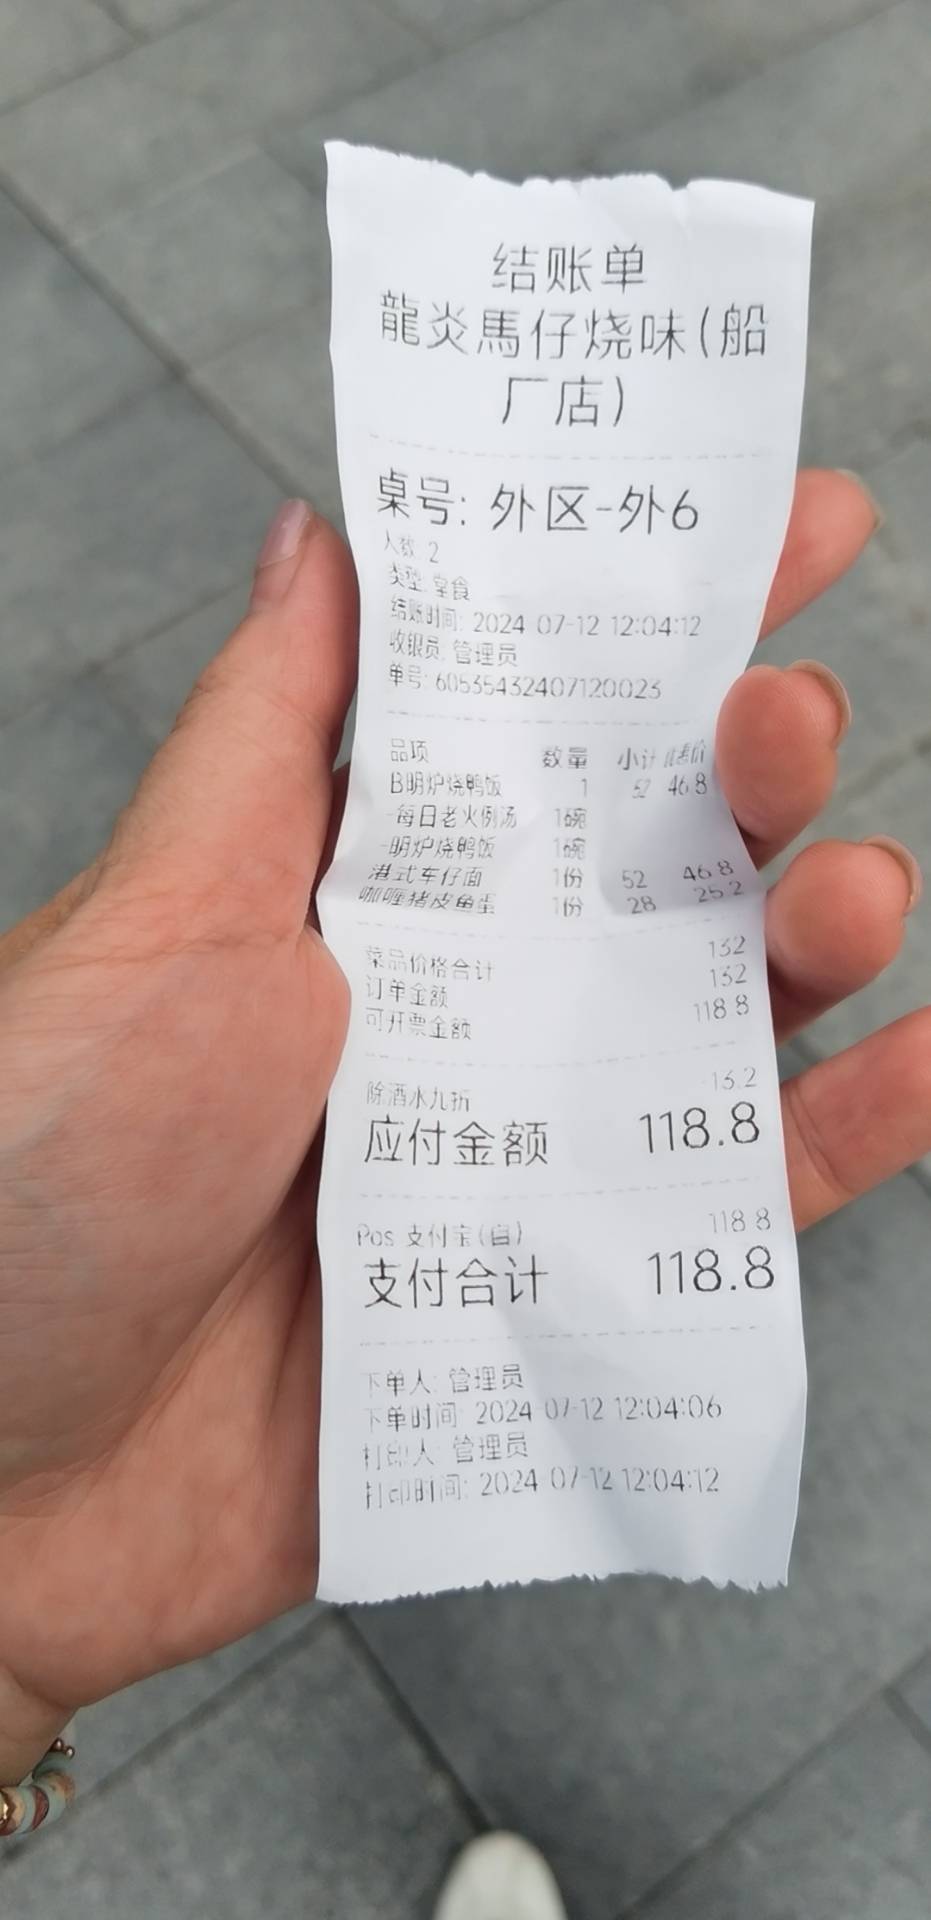 结账单
龍炎馬仔烧味(船
厂店)
桌号: 外区-外6
人数: 2
类型: 堂食
结账时间: 2024-07-12 12:04:12
收银员: 管理员
单号: 605354324071 20023
品项 数量 小计 优惠价
B明炉烧鸭饭 1 52 46.8
-每日老火例汤 1碗
-明炉烧鸭饭 1碗
港式车仔面 1份 52 46.8
咖喱猪皮鱼蛋 1份 28 25.2
菜品价格合计 132
订单金额 132
可开票金额 118.8
除酒水九折 -13.2
应付金额 118.8
Pos 支付宝(自) 118.8
支付合计 118.8
下单人: 管理员
下单时间: 2024-07-12 12:04:06
打印人: 管理员
打印时间: 2024-07-12 12:04:12